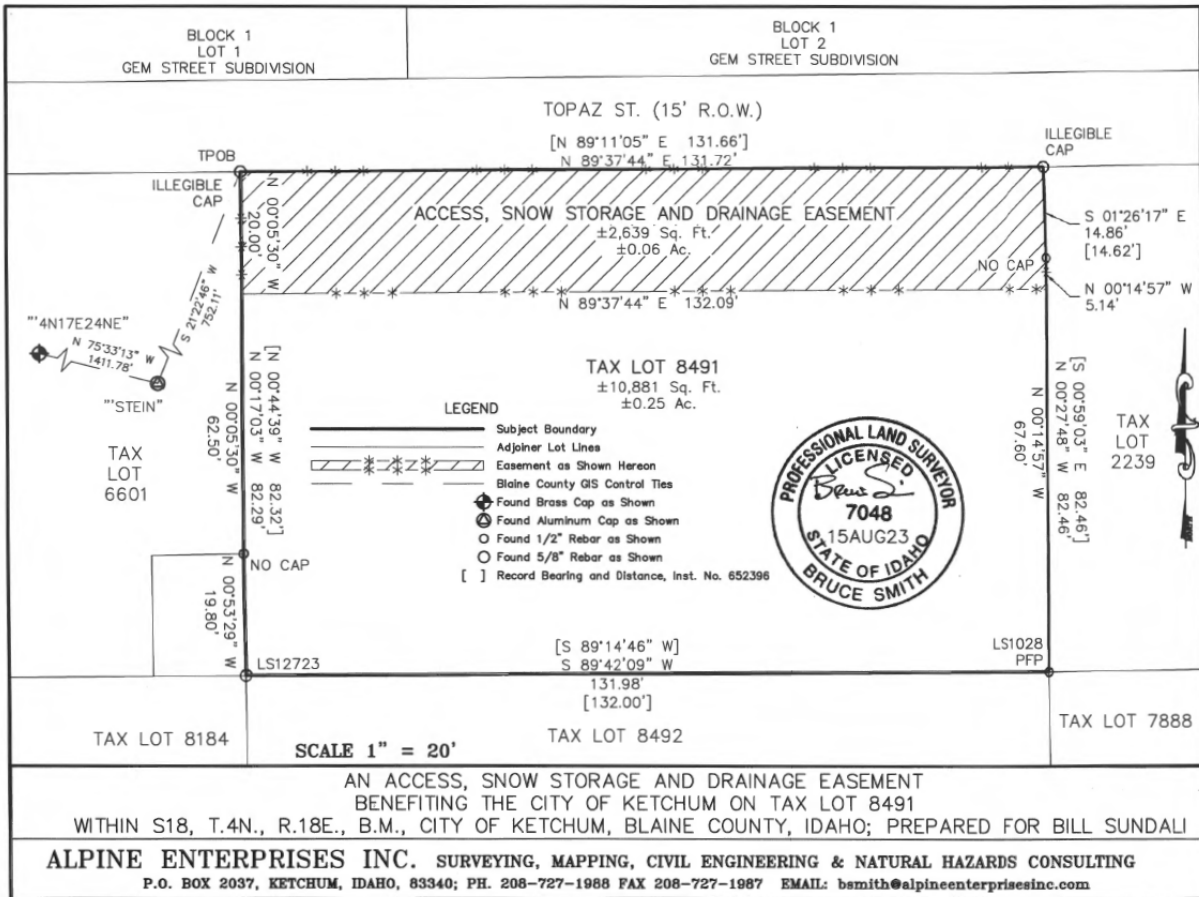 BLOCK 1
LOT 1
GEM STREET SUBDIVISION
BLOCK 1
LOT 2
GEM STREET SUBDIVISION
TOPAZ ST. (15' R.O.W.)
[N 89°11'05" E 131.66']
N 89°37'44" E 131.72'
TPOB
ILLEGIBLE
CAP
ILLEGIBLE
CAP
N 00°05'30" W
20.00'
ACCESS, SNOW STORAGE AND DRAINAGE EASEMENT
±2,639 Sq. Ft.
±0.06 Ac.
S 01°26'17" E
14.86'
[14.62']
NO CAP
N 00°14'57" W
5.14'
N 89°37'44" E 132.09'
S 21°22'46" W
752.11'
"'4N17E24NE"
N 75°33'13" W
1411.78'
"'STEIN"
TAX
LOT
6601
N 00°05'30" W
62.50'
[N 00°44'39" W 82.32']
N 00°17'03" W 82.29'
TAX LOT 8491
±10,881 Sq. Ft.
±0.25 Ac.
LEGEND
Subject Boundary
Adjoiner Lot Lines
Easement as Shown Hereon
Blaine County GIS Control Ties
Found Brass Cap as Shown
Found Aluminum Cap as Shown
Found 1/2" Rebar as Shown
Found 5/8" Rebar as Shown
[ ] Record Bearing and Distance, Inst. No. 652396
PROFESSIONAL LAND SURVEYOR
LICENSED
7048
15AUG23
STATE OF IDAHO
BRUCE SMITH
[S 00°59'03" E 82.46']
N 00°27'48" W 82.46'
N 00°14'57" W
67.60'
TAX
LOT
2239
NO CAP
N 00°53'29" W
19.80'
LS12723
[S 89°14'46" W]
S 89°42'09" W
131.98'
[132.00']
LS1028
PFP
TAX LOT 8184
SCALE 1" = 20'
TAX LOT 8492
TAX LOT 7888
AN ACCESS, SNOW STORAGE AND DRAINAGE EASEMENT
BENEFITING THE CITY OF KETCHUM ON TAX LOT 8491
WITHIN S18, T.4N., R.18E., B.M., CITY OF KETCHUM, BLAINE COUNTY, IDAHO; PREPARED FOR BILL SUNDALI
ALPINE ENTERPRISES INC. SURVEYING, MAPPING, CIVIL ENGINEERING & NATURAL HAZARDS CONSULTING
P.O. BOX 2037, KETCHUM, IDAHO, 83340; PH. 208-727-1988 FAX 208-727-1987 EMAIL: bsmith@alpineenterprisesinc.com